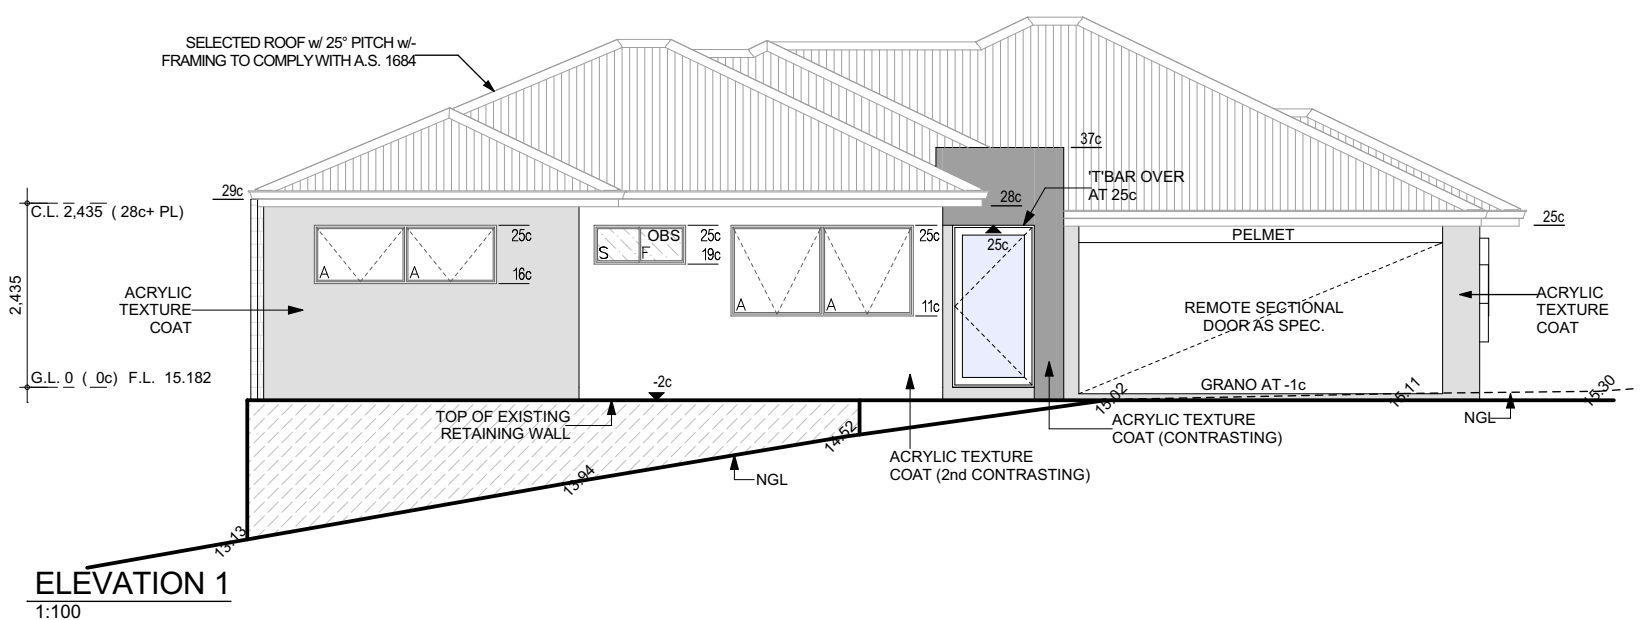 SELECTED ROOF w/ 25° PITCH w/-
FRAMING TO COMPLY WITH A.S. 1684
37c
'T'BAR OVER
AT 25c
29c
28c
C.L. 2,435 ( 28c+ PL)
25c
25c
OBS
25c
25c
25c
PELMET
S
F
19c
A
A
16c
2,435
ACRYLIC
TEXTURE
COAT
A
A
11c
REMOTE SECTIONAL
DOOR AS SPEC.
ACRYLIC
TEXTURE
COAT
G.L. 0 ( 0c) F.L. 15.182
-2c
GRANO AT -1c
15.02
15.11
15.30
TOP OF EXISTING
RETAINING WALL
14.52
ACRYLIC TEXTURE
COAT (CONTRASTING)
NGL
ACRYLIC TEXTURE
COAT (2nd CONTRASTING)
13.94
NGL
13.13
ELEVATION 1
1:100